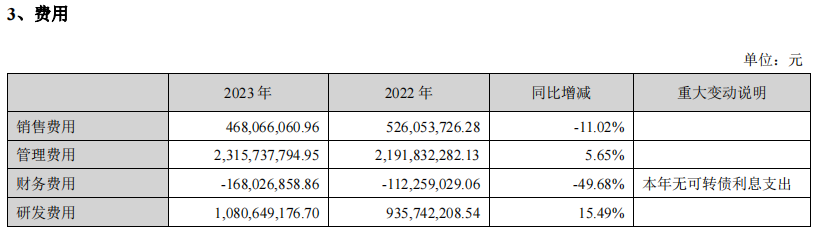 3、费用
单位：元
2023 年 2022 年 同比增减 重大变动说明
销售费用 468,066,060.96 526,053,726.28 -11.02%
管理费用 2,315,737,794.95 2,191,832,282.13 5.65%
财务费用 -168,026,858.86 -112,259,029.06 -49.68% 本年无可转债利息支出
研发费用 1,080,649,176.70 935,742,208.54 15.49%